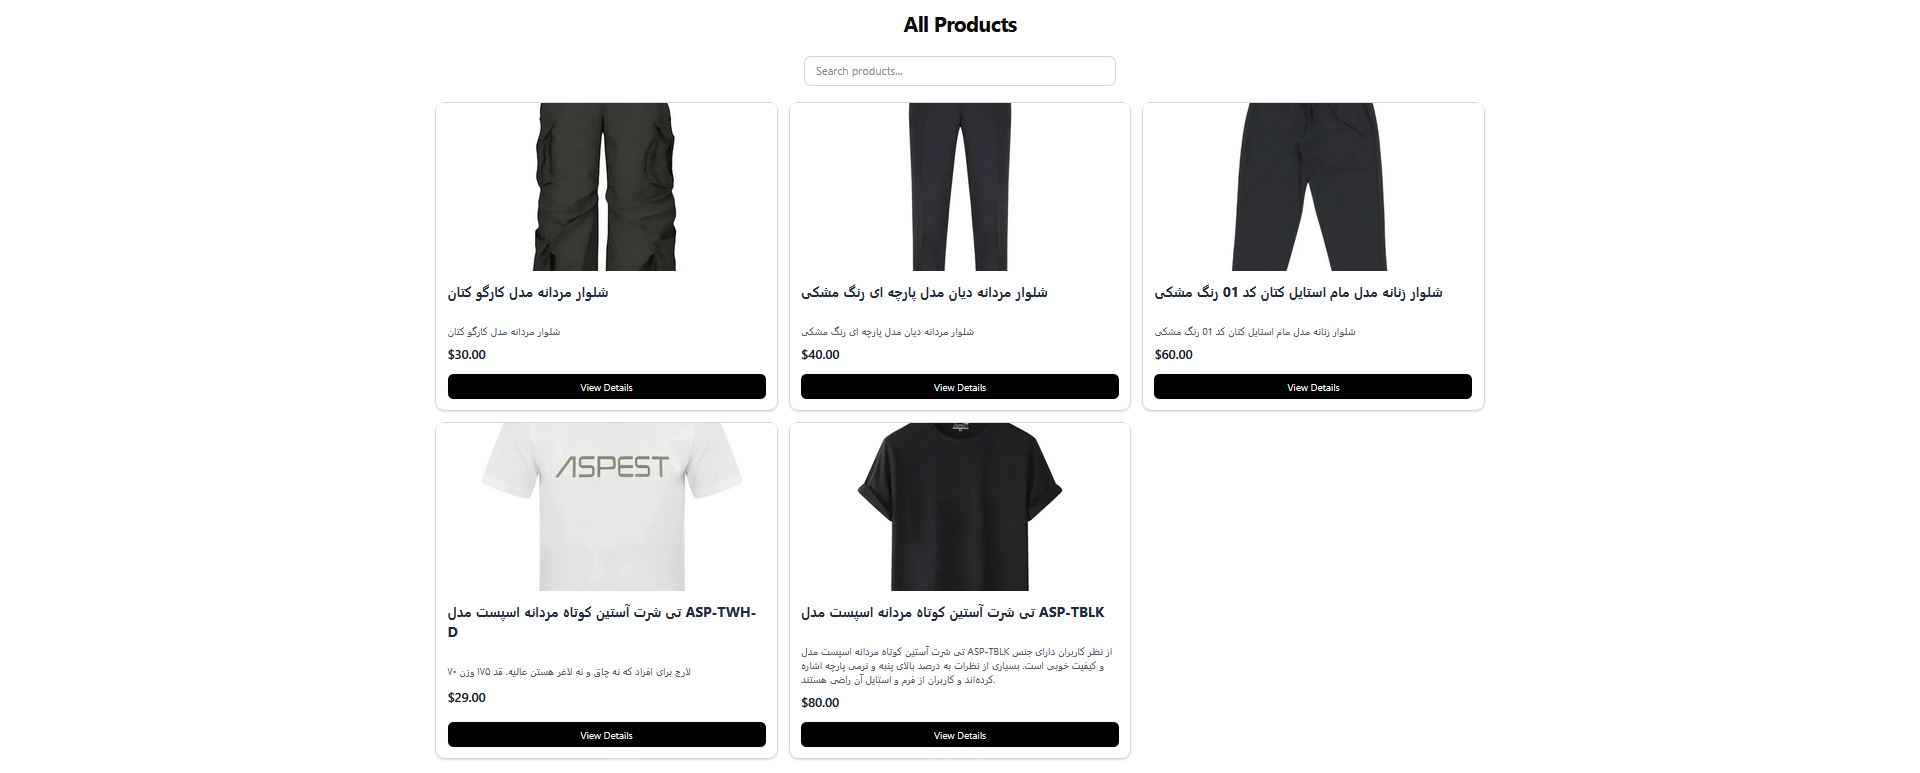 All Products
Search products...
شلوار مردانه مدل کارگو کتان
شلوار مردانه مدل کارگو کتان
$30.00
View Details
شلوار مردانه دیان مدل پارچه ای رنگ مشکی
شلوار مردانه دیان مدل پارچه ای رنگ مشکی
$40.00
View Details
شلوار زنانه مدل مام استایل کتان کد 01 رنگ مشکی
شلوار زنانه مدل مام استایل کتان کد 01 رنگ مشکی
$60.00
View Details
ASPEST
تی شرت آستین کوتاه مردانه اسپست مدل ASP-TWH-
D
لارج برای افراد که نه چاق و نه لاغر هستن عالیه. قد ۱۷۵ وزن ۷۰
$29.00
View Details
تی شرت آستین کوتاه مردانه اسپست مدل ASP-TBLK
تی شرت آستین کوتاه مردانه اسپست مدل ASP-TBLK از نظر کاربران دارای جنس
و کیفیت خوبی است. بسیاری از نظرات به درصد بالای پنبه و نرمی پارچه اشاره
کرده‌اند و کاربران از فرم و استایل آن راضی هستند.
$80.00
View Details